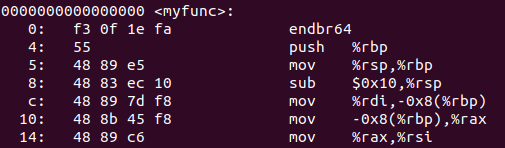 0000000000000000 <myfunc>:
0: f3 0f 1e fa endbr64
4: 55 push %rbp
5: 48 89 e5 mov %rsp,%rbp
8: 48 83 ec 10 sub $0x10,%rsp
c: 48 89 7d f8 mov %rdi,-0x8(%rbp)
10: 48 8b 45 f8 mov -0x8(%rbp),%rax
14: 48 89 c6 mov %rax,%rsi